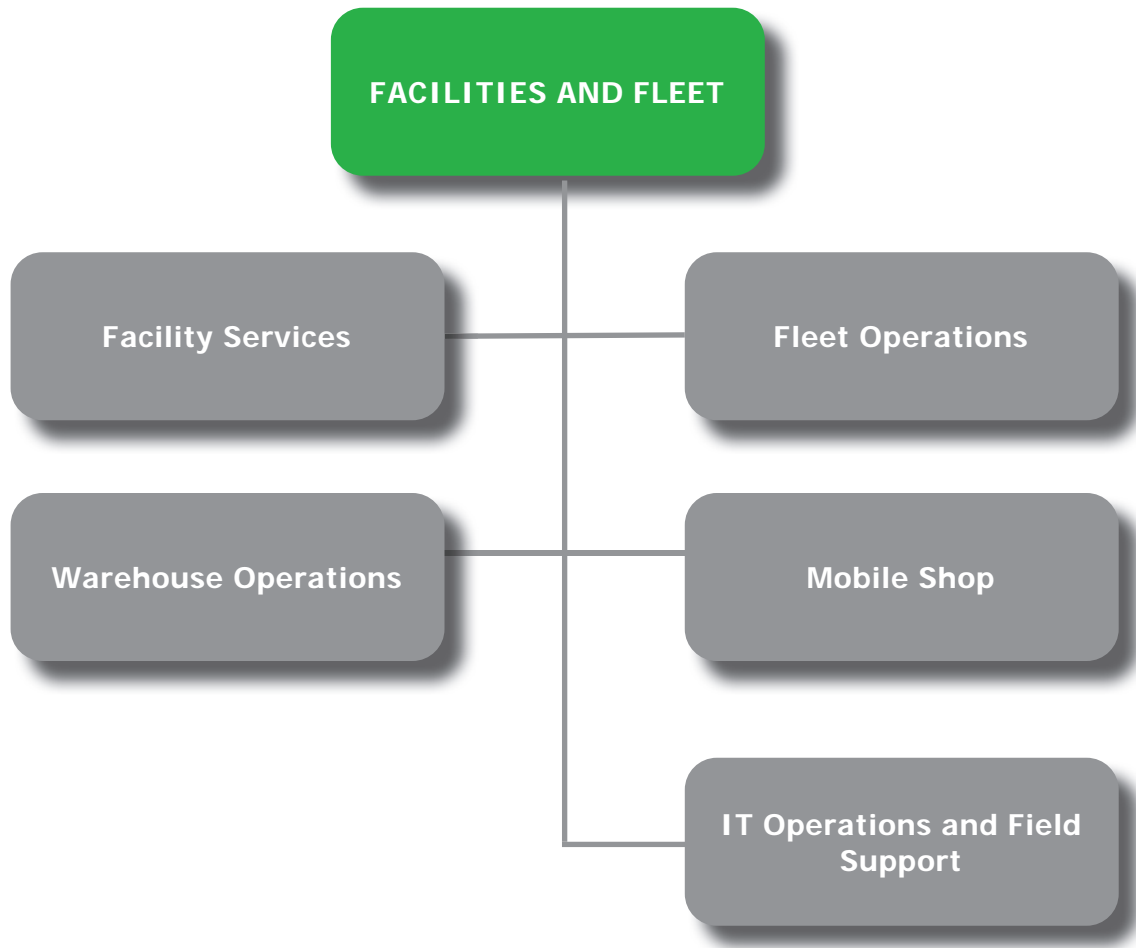 FACILITIES AND FLEET
Facility Services
Fleet Operations
Warehouse Operations
Mobile Shop
IT Operations and Field
Support